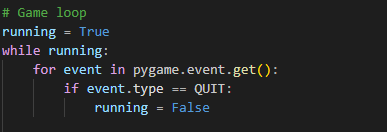 # Game loop
running = True
while running:
    for event in pygame.event.get():
        if event.type == QUIT:
            running = False